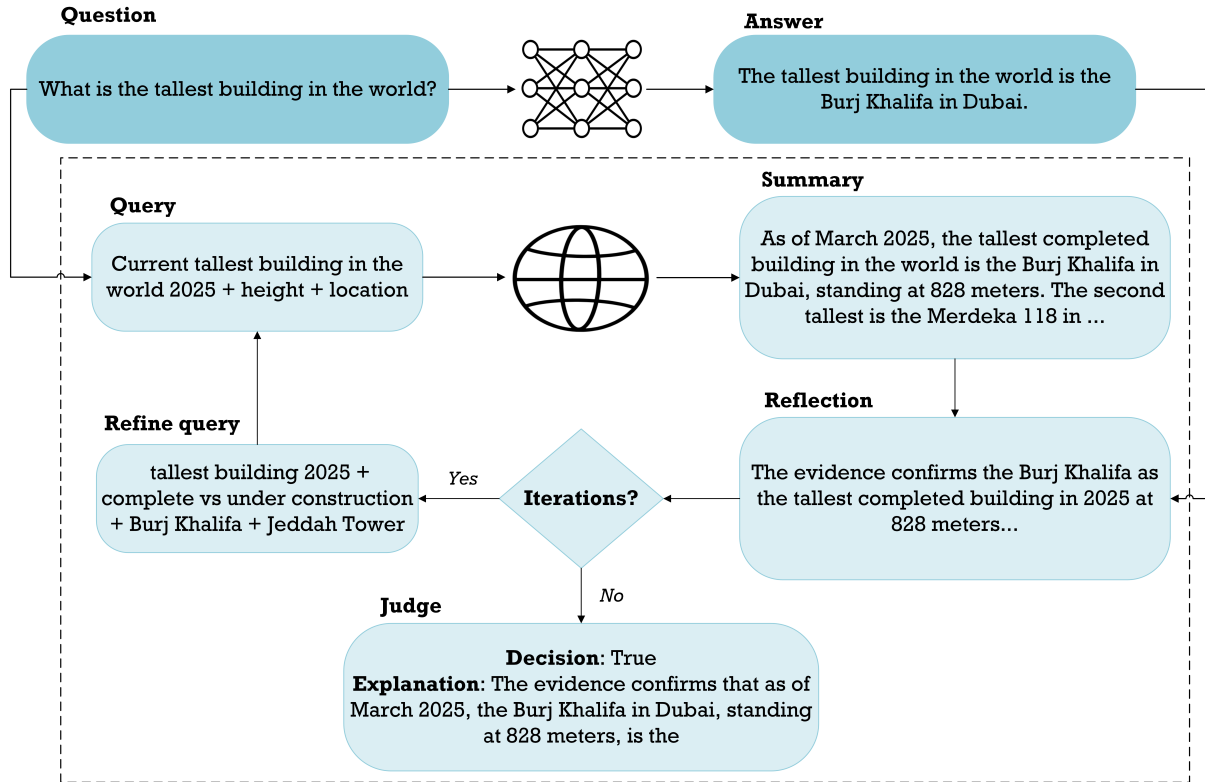 Question
What is the tallest building in the world?
Answer
The tallest building in the world is the
Burj Khalifa in Dubai.
Query
Current tallest building in the
world 2025 + height + location
Summary
As of March 2025, the tallest completed
building in the world is the Burj Khalifa in
Dubai, standing at 828 meters. The second
tallest is the Merdeka 118 in ...
Refine query
tallest building 2025 +
complete vs under construction
+ Burj Khalifa + Jeddah Tower
Yes
Iterations?
Reflection
The evidence confirms the Burj Khalifa as
the tallest completed building in 2025 at
828 meters...
No
Judge
Decision: True
Explanation: The evidence confirms that as of
March 2025, the Burj Khalifa in Dubai, standing
at 828 meters, is the